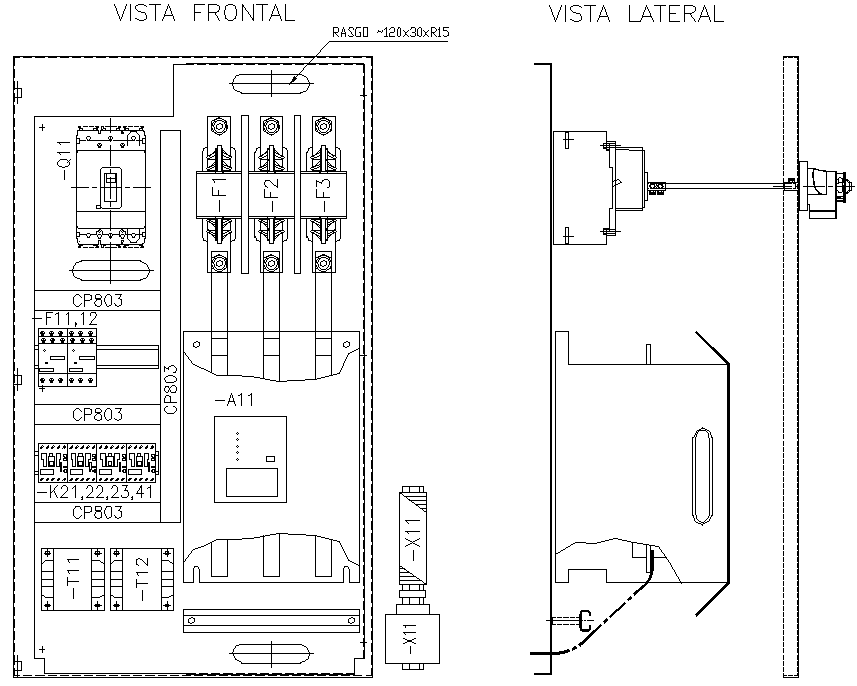 VISTA FRONTAL
VISTA LATERAL
RASGO ~120x30xR15
-Q11
-F1
-F2
-F3
CP803
-F11,12
CP803
CP803
-A11
-K21,22,23,41
CP803
-X11
-T11
-T12
-X11